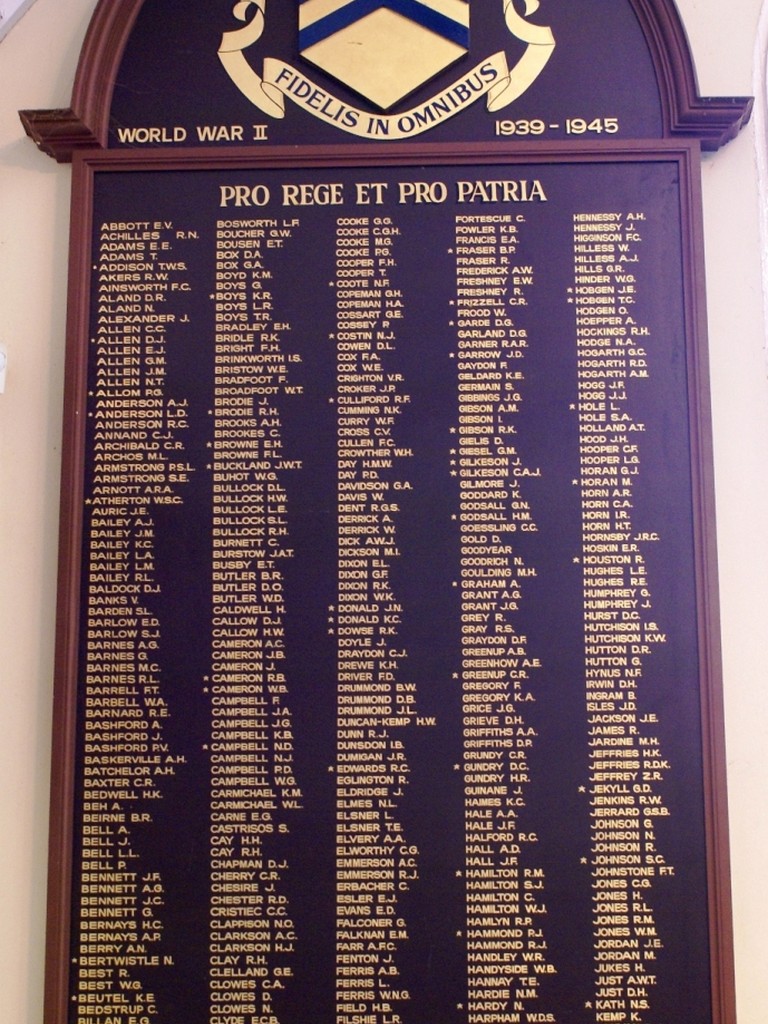 FIDELIS IN OMNIBUS
WORLD WAR II
1939 - 1945
PRO REGE ET PRO PATRIA
ABBOTT E.V.
ACHILLES R.N.
ADAMS E.E.
ADAMS T.
* ADDISON T.W.S.
AKERS R.W.
AINSWORTH F.C.
ALAND D.R.
ALAND N.
ALEXANDER J.
ALLEN C.C.
* ALLEN D.J.
ALLEN E.J.
ALLEN G.M.
ALLEN J.M.
ALLEN N.T.
* ALLOM P.G.
ANDERSON A.J.
* ANDERSON L.D.
ANDERSON R.C.
ANNAND C.J.
ARCHIBALD C.R.
ARCHOS M.L.
ARMSTRONG P.S.L.
ARMSTRONG S.E.
ARNOTT A.R.A.
* ATHERTON W.S.C.
AURIC J.E.
BAILEY A.J.
BAILEY J.M.
BAILEY K.C.
BAILEY L.A.
BAILEY L.M.
BAILEY R.L.
BALDOCK D.J.
BANKS V.
BARDEN S.L.
BARLOW E.D.
BARLOW S.J.
BARNES A.G.
BARNES G.
BARNES M.C.
BARNES R.L.
BARRELL F.T.
BARBELL W.A.
BARNARD R.E.
BASHFORD A.
BASHFORD J.
BASHFORD P.V.
BASKERVILLE A.H.
BATCHELOR A.H.
BAXTER C.R.
BEDWELL H.K.
BEH A.
BEIRNE B.R.
BELL A.
BELL J.
BELL L.L.
BELL P.
BENNETT J.F.
BENNETT A.G.
BENNETT J.C.
BENNETT G.
BERNAYS H.C.
BERNAYS A.P.
BERRY A.N.
* BERTWISTLE N.
BEST R.
BEST W.G.
* BEUTEL K.E.
BEDSTRUP C.
BILLAN E.G.
BOSWORTH L.F.
BOUCHER G.W.
BOUSEN E.T.
BOX D.A.
BOX G.A.
BOYD K.M.
BOYS G.
* BOYS K.R.
BOYS L.R.
BOYS T.R.
BRADLEY E.H.
BRIDLE R.K.
BRIGHT F.H.
BRINKWORTH I.S.
BRISTOW W.E.
BRADFOOT F.
BROADFOOT W.T.
BRODIE J.
* BRODIE R.H.
BROOKS A.H.
BROOKES C.
* BROWNE E.H.
BROWNE F.L.
* BUCKLAND J.W.T.
BUHOT W.G.
BULLOCK D.L.
BULLOCK H.W.
BULLOCK L.E.
BULLOCK S.L.
BULLOCK R.H.
BURNETT C.
BURSTOW J.A.T.
BUSBY E.T.
BUTLER B.R.
BUTLER D.O.
BUTLER W.D.
CALDWELL H.
CALLOW D.J.
CALLOW H.W.
CAMERON A.C.
CAMERON J.B.
CAMERON J.
* CAMERON R.B.
* CAMERON W.B.
CAMPBELL F.
CAMPBELL J.A.
CAMPBELL J.G.
CAMPBELL K.B.
* CAMPBELL N.D.
CAMPBELL N.J.
CAMPBELL P.D.
CAMPBELL W.G.
CARMICHAEL K.M.
CARMICHAEL W.L.
CARNE E.G.
CASTRISOS S.
CAY H.H.
CAY R.H.
CHAPMAN D.J.
CHERRY C.R.
CHESIRE J.
CHESTER R.D.
CRISTIEC C.C.
CLAPPISON N.O.
CLARKSON A.C.
CLARKSON H.J.
CLAY R.H.
CLELLAND G.E.
CLOWES C.A.
CLOWES D.
CLOWES N.
CLYDE E.C.B.
COOKE G.G.
COOKE C.G.H.
COOKE M.G.
COOKE P.G.
COOPER F.H.
COOPER T.
* COOTE N.F.
COPEMAN G.H.
COPEMAN H.A.
COSSART G.E.
COSSEY P.
* COSTIN N.J.
COWEN D.L.
COX F.A.
COX W.E.
CRIGHTON V.R.
CROKER J.P.
* CULLIFORD R.F.
CUMMING N.K.
CURRY W.F.
CROSS C.V.
CULLEN F.C.
CROWTHER W.H.
DAY H.M.W.
DAY P.D.
DAVIDSON G.A.
DAVIS W.
DENT R.G.S.
DERRICK A.
DERRICK W.
DICK A.W.J.
DICKSON M.I.
DIXON E.L.
DIXON G.F.
DIXON R.K.
DIXON W.K.
* DONALD J.N.
* DONALD K.C.
* DOWSE R.K.
DOYLE J.
DRAYDON C.J.
DREWE K.H.
DRIVER F.D.
DRUMMOND B.W.
DRUMMOND D.B.
DRUMMOND J.L.
DUNCAN-KEMP H.W.
DUNN R.J.
DUNSDON I.B.
DUMIGAN J.R.
* EDWARDS R.C.
EGLINGTON R.
ELDRIDGE J.
ELMES N.L.
ELSNER L.
ELSNER T.E.
ELVERY A.A.
ELWORTHY C.G.
EMMERSON A.C.
EMMERSON R.J.
ERBACHER C.
ESLER E.J.
EVANS E.D.
FALCONER G.
FALKNAN E.M.
FARR A.F.C.
FENTON J.
FERRIS A.B.
FERRIS L.
FERRIS W.N.G.
FIELD H.B.
FILSHIE L.R.
FORTESCUE C.
FOWLER K.B.
FRANCIS E.A.
* FRASER B.P.
FRASER R.
FREDERICK A.W.
FRESHNEY E.W.
FRESHNEY R.
* FRIZZELL C.R.
FROOD W.
* GARDE D.G.
GARLAND D.G.
GARNER R.A.R.
* GARROW J.D.
GAYDON F.
GELDARD K.E.
GERMAIN S.
GIBBINGS J.G.
GIBSON A.M.
GIBSON I.
* GIBSON R.K.
GIELIS D.
* GIESEL G.M.
* GILKESON J.
* GILKESON C.A.J.
GILMORE J.
GODDARD K.
GODSALL G.N.
* GODSALL H.M.
GOESSLING C.C.
GOLD D.
GOODYEAR
GOODRICH N.
GOULDING M.H.
* GRAHAM A.
GRANT A.G.
GRANT J.G.
GREY R.
GRAY R.S.
GRAYDON D.F.
GREENUP A.B.
GREENHOW A.E.
* GREENUP C.R.
GREGORY F.
GREGORY K.A.
GRICE J.G.
GRIEVE D.H.
GRIFFITHS A.A.
GRIFFITHS D.P.
GRUNDY C.R.
* GUNDRY D.C.
GUNDRY H.R.
GUINANE J.
HAIMES K.C.
HALE A.A.
HALE J.F.
HALFORD R.C.
HALL A.D.
HALL J.F.
* HAMILTON R.M.
HAMILTON S.J.
HAMILTON C.
HAMILTON W.J.
HAMLYN R.P.
* HAMMOND P.J.
HAMMOND R.J.
HANDLEY W.R.
HANDYSIDE W.B.
HANNAY T.E.
HARDIE N.M.
* HARDY N.
HARPHAM W.D.S.
HENNESSY A.H.
HENNESSY J.
HIGGINSON F.C.
HILLESS W.
HILLESS A.J.
HILLS G.R.
HINDER W.G.
* HOBGEN J.E.
* HOBGEN T.C.
HODGEN O.
HOEPPER A.
HOCKINGS R.H.
HODGE N.A.
HOGARTH G.C.
HOGARTH R.D.
HOGARTH A.M.
HOGG J.F.
HOGG J.J.
* HOLE L.
HOLE S.A.
HOLLAND A.T.
HOOD J.H.
HOOPER C.F.
HOOPER L.G.
HORAN G.J.
* HORAN M.
HORN A.R.
HORN C.A.
HORN I.R.
HORN H.T.
HORNSBY J.R.C.
HOSKIN E.R.
* HOUSTON R.
HUGHES L.E.
HUGHES R.E.
HUMPHREY G.
HUMPHREY J.
HURST D.C.
HUTCHISON I.S.
HUTCHISON K.W.
HUTTON D.R.
HUTTON G.
HYNUS N.F.
IRWIN D.H.
INGRAM B.
ISLES J.D.
JACKSON J.E.
JAMES R.
JARDINE M.H.
JEFFRIES H.K.
JEFFRIES R.D.K.
JEFFREY Z.R.
* JEKYLL G.D.
JENKINS R.W.
JERRARD G.S.B.
JOHNSON G.
JOHNSON N.
JOHNSON R.
* JOHNSON S.C.
JOHNSTONE F.T.
JONES C.G.
JONES H.
JONES R.L.
JONES R.M.
JONES W.M.
JORDAN J.E.
JORDAN M.
JUKES H.
JUST A.W.T.
JUST D.H.
* KATH N.S.
KEMP K.